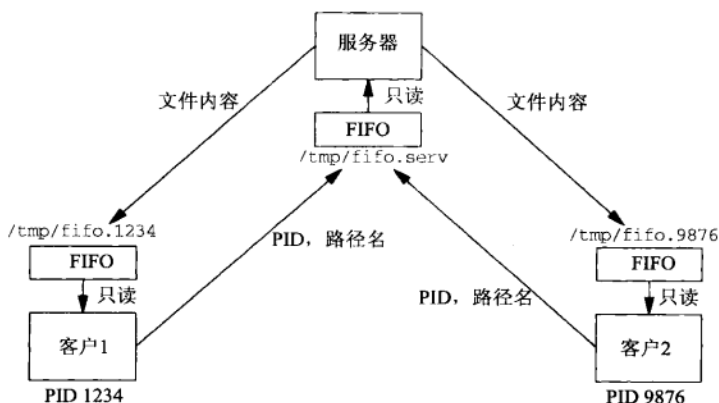 服务器
文件内容
只读
文件内容
FIFO
/tmp/fifo.serv
/tmp/fifo.1234
PID，路径名
/tmp/fifo.9876
FIFO
FIFO
只读
PID，路径名
只读
客户1
客户2
PID 1234
PID 9876